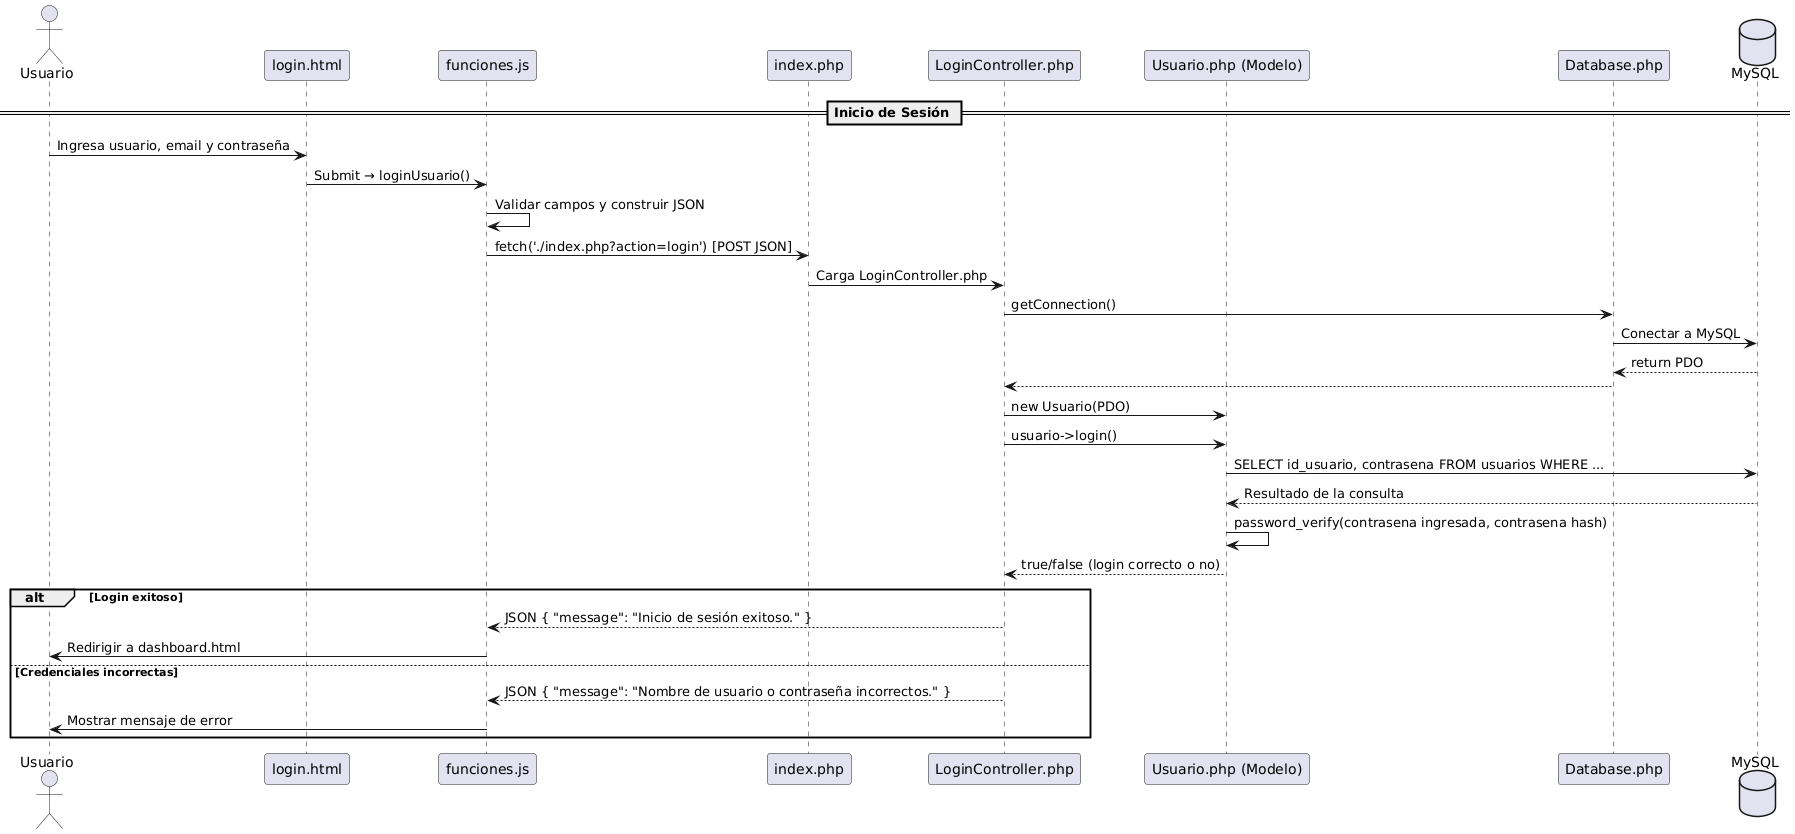 Usuario
login.html
funciones.js
index.php
LoginController.php
Usuario.php (Modelo)
Database.php
MySQL
Inicio de Sesión
Ingresa usuario, email y contraseña
Submit → loginUsuario()
Validar campos y construir JSON
fetch('./index.php?action=login') [POST JSON]
Carga LoginController.php
getConnection()
Conectar a MySQL
return PDO
new Usuario(PDO)
usuario->login()
SELECT id_usuario, contrasena FROM usuarios WHERE ...
Resultado de la consulta
password_verify(contrasena ingresada, contrasena hash)
true/false (login correcto o no)
alt [Login exitoso]
JSON { "message": "Inicio de sesión exitoso." }
Redirigir a dashboard.html
[Credenciales incorrectas]
JSON { "message": "Nombre de usuario o contraseña incorrectos." }
Mostrar mensaje de error
Usuario
login.html
funciones.js
index.php
LoginController.php
Usuario.php (Modelo)
Database.php
MySQL